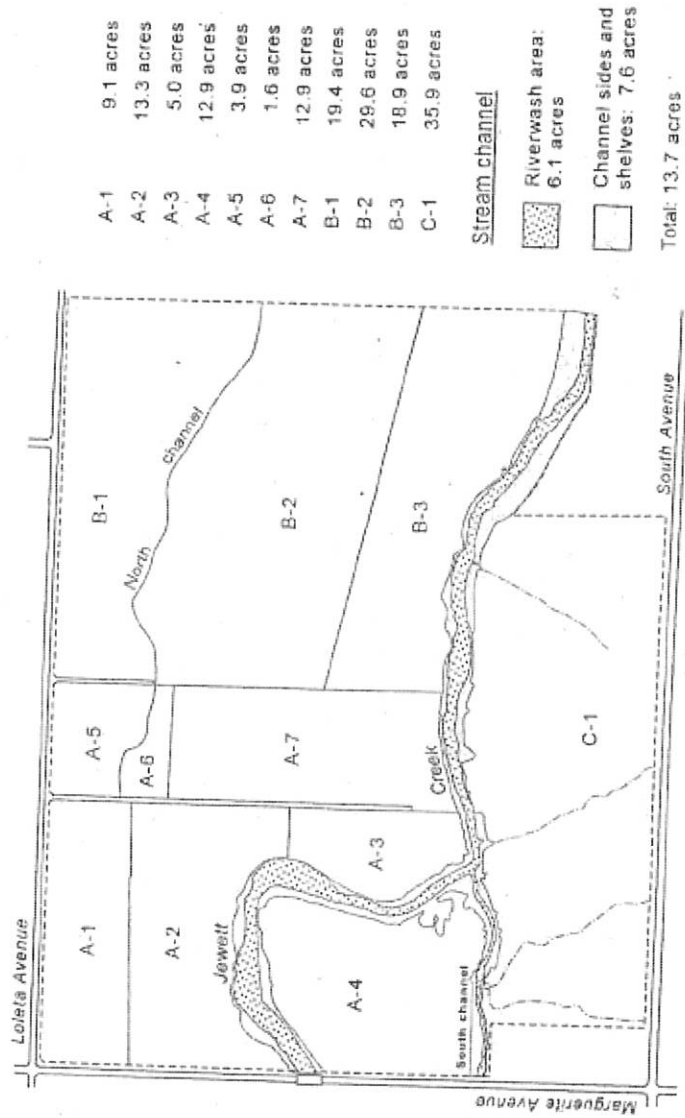 Loleta Avenue
A-1
A-2
Jewett
A-3
A-4
South channel
Marguerite Avenue
A-5
A-6
A-7
Creek
B-1
North channel
B-2
B-3
C-1
South Avenue
A-1 9.1 acres
A-2 13.3 acres
A-3 5.0 acres
A-4 12.9 acres
A-5 3.9 acres
A-6 1.6 acres
A-7 12.9 acres
B-1 19.4 acres
B-2 29.6 acres
B-3 18.9 acres
C-1 35.9 acres
Stream channel
Riverwash area:
6.1 acres
Channel sides and
shelves: 7.6 acres
Total: 13.7 acres